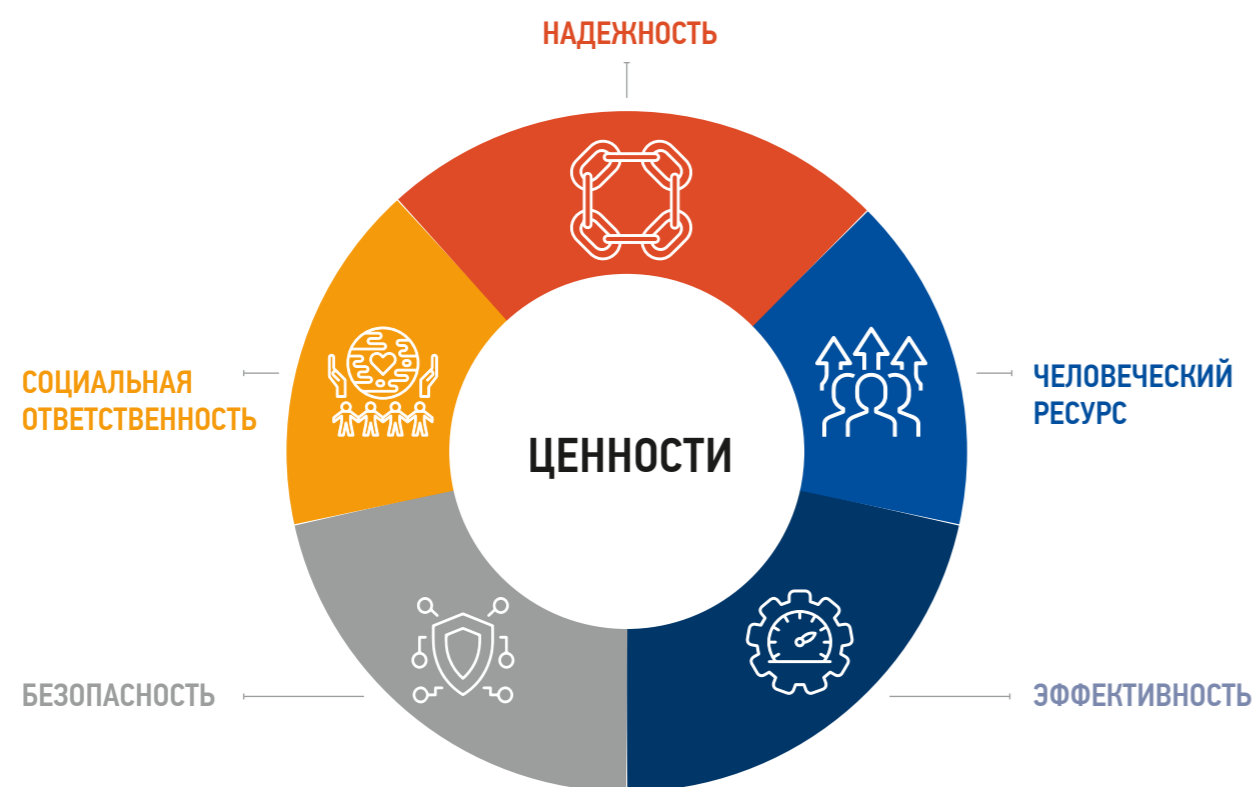 НАДЕЖНОСТЬ
СОЦИАЛЬНАЯ
ОТВЕТСТВЕННОСТЬ
ЧЕЛОВЕЧЕСКИЙ
РЕСУРС
ЦЕННОСТИ
БЕЗОПАСНОСТЬ
ЭФФЕКТИВНОСТЬ